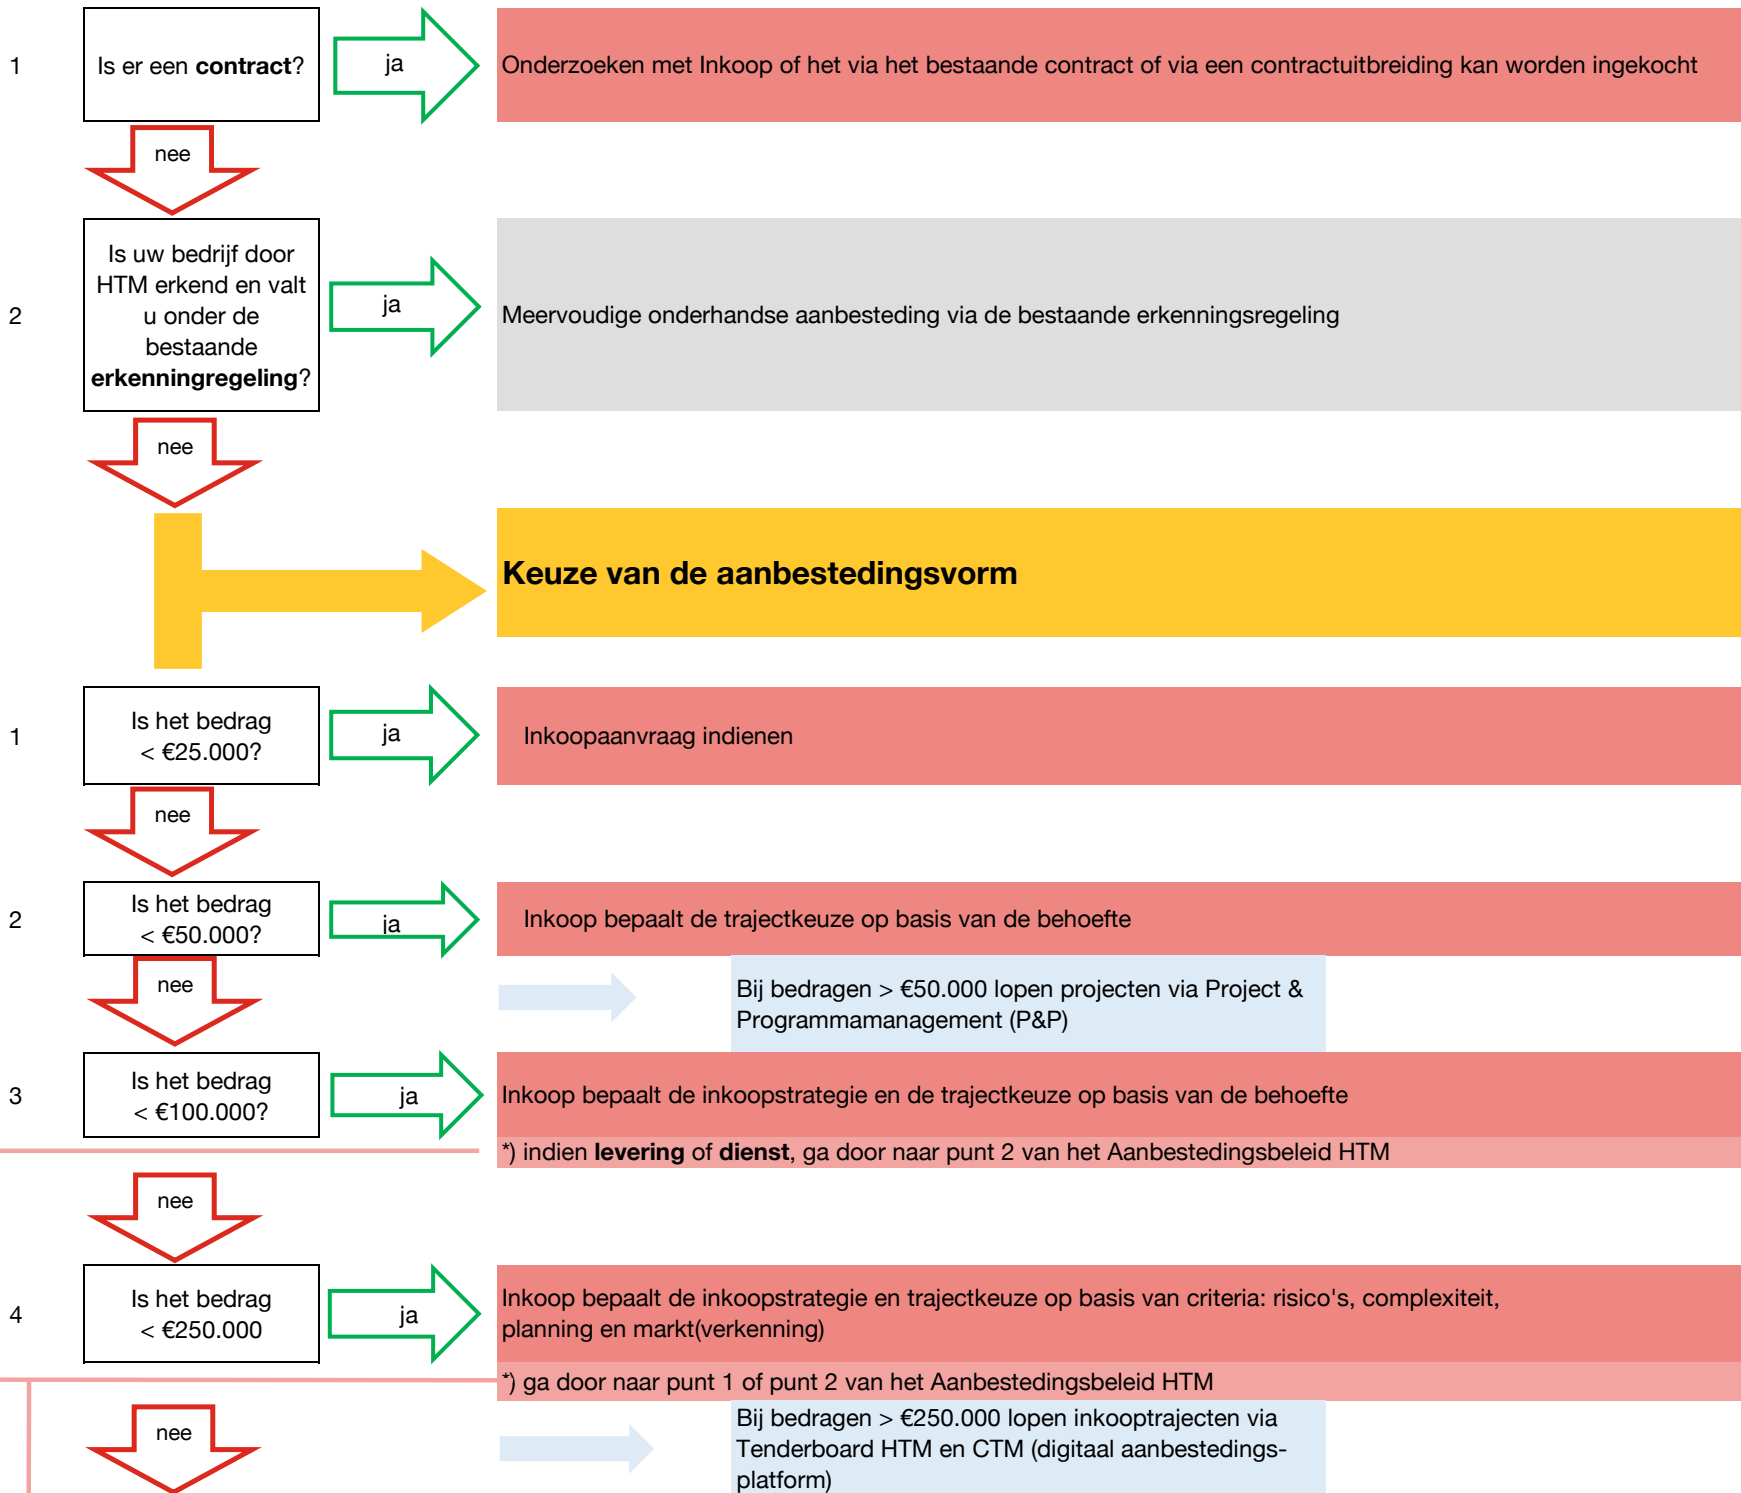 1
Is er een contract?
ja
Onderzoeken met Inkoop of het via het bestaande contract of via een contractuitbreiding kan worden ingekocht
nee
2
Is uw bedrijf door
HTM erkend en valt
u onder de
bestaande
erkenningregeling?
ja
Meervoudige onderhandse aanbesteding via de bestaande erkenningsregeling
nee
Keuze van de aanbestedingsvorm
1
Is het bedrag
< €25.000?
ja
Inkoopaanvraag indienen
nee
2
Is het bedrag
< €50.000?
ja
Inkoop bepaalt de trajectkeuze op basis van de behoefte
nee
Bij bedragen > €50.000 lopen projecten via Project &
Programmamanagement (P&P)
3
Is het bedrag
< €100.000?
ja
Inkoop bepaalt de inkoopstrategie en de trajectkeuze op basis van de behoefte
*) indien levering of dienst, ga door naar punt 2 van het Aanbestedingsbeleid HTM
nee
4
Is het bedrag
< €250.000
ja
Inkoop bepaalt de inkoopstrategie en trajectkeuze op basis van criteria: risico's, complexiteit,
planning en markt(verkenning)
*) ga door naar punt 1 of punt 2 van het Aanbestedingsbeleid HTM
nee
Bij bedragen > €250.000 lopen inkooptrajecten via
Tenderboard HTM en CTM (digitaal aanbestedings-
platform)